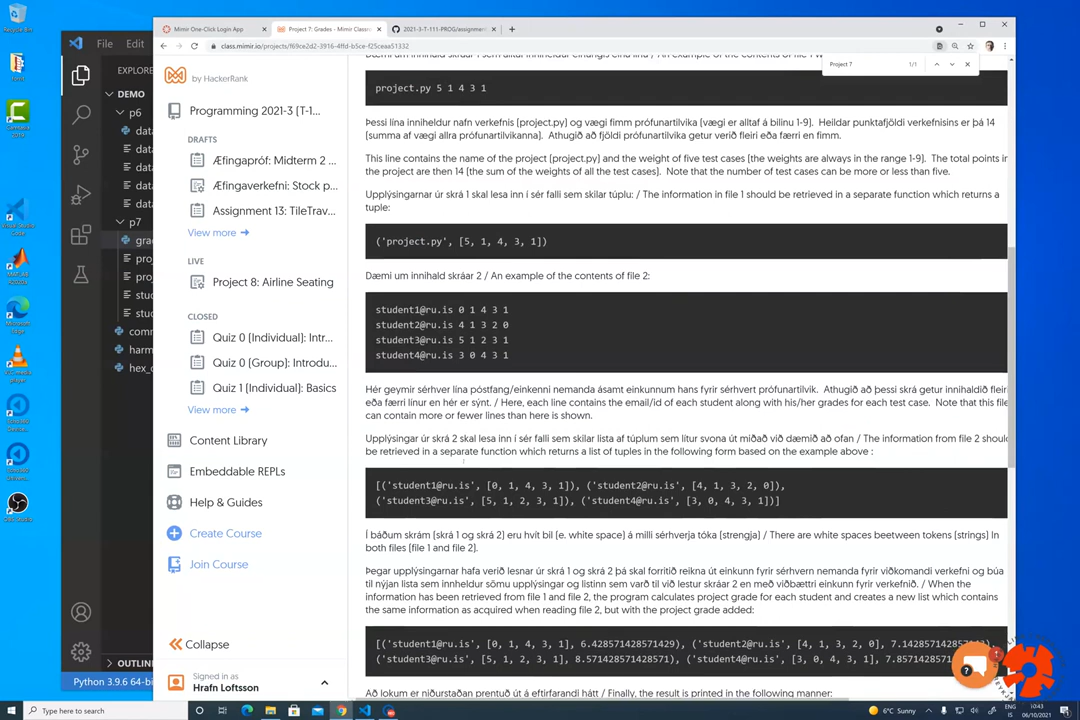 Mimir One-Click Login App
Project 7: Grades - Mimir Classro
2021-3-T-111-PROG/assignment
class.mimir.io/projects/f69ce2d2-3916-4ffd-b5ce-f25ceaa51332
Project 7
1/1
Recycle Bin
File Edit
EXPLORE
DEMO
p6
data
data
data
data
data
p7
grad
pro
pro
stud
stud
comm
harm
hex_c
OUTLIN
Python 3.9.6 64-bi
by HackerRank
Programming 2021-3 [T-1...
DRAFTS
Æfingapróf: Midterm 2 ...
Æfingaverkefni: Stock p...
Assignment 13: TileTrav...
View more
LIVE
Project 8: Airline Seating
CLOSED
Quiz 0 [Individual]: Intr...
Quiz 0 [Group]: Introdu...
Quiz 1 [Individual]: Basics
View more
Content Library
Embeddable REPLs
Help & Guides
Create Course
Join Course
Collapse
Signed in as
Hrafn Loftsson
project.py 5 1 4 3 1
Þessi lína inniheldur nafn verkefnis [project.py] og vægi fimm prófunartilvika [vægi er alltaf á bilinu 1-9]. Heildar punktafjöldi verkefnisins er þá 14
[summa af vægi allra prófunartilvikanna]. Athugið að fjöldi prófunartilvika getur verið fleiri eða færri en fimm.
This line contains the name of the project [project.py] and the weight of five test cases [the weights are always in the range 1-9]. The total points in
the project are then 14 [the sum of the weights of all the test cases]. Note that the number of test cases can be more or less than five.
Upplýsingarnar úr skrá 1 skal lesa inn í sér falli sem skilar túplu: / The information in file 1 should be retrieved in a separate function which returns a
tuple:
('project.py', [5, 1, 4, 3, 1])
Dæmi um innihald skráar 2 / An example of the contents of file 2:
student1@ru.is 0 1 4 3 1
student2@ru.is 4 1 3 2 0
student3@ru.is 5 1 2 3 1
student4@ru.is 3 0 4 3 1
Hér geymir sérhver lína póstfang/einkenni nemanda ásamt einkunnum hans fyrir sérhvert prófunartilvik. Athugið að þessi skrá getur innihaldið fleiri
eða færri línur en hér er sýnt. / Here, each line contains the email/id of each student along with his/her grades for each test case. Note that this file
can contain more or fewer lines than here is shown.
Upplýsingar úr skrá 2 skal lesa inn í sér falli sem skilar lista af túplum sem lítur svona út miðað við dæmið að ofan / The information from file 2 shoul
be retrieved in a separate function which returns a list of tuples in the following form based on the example above :
[('student1@ru.is', [0, 1, 4, 3, 1]), ('student2@ru.is', [4, 1, 3, 2, 0]),
('student3@ru.is', [5, 1, 2, 3, 1]), ('student4@ru.is', [3, 0, 4, 3, 1])]
Í báðum skrám [skrá 1 og skrá 2] eru hvít bil [e. white space] á milli sérhverja tóka [strengja] / There are white spaces beetween tokens [strings] In
both files [file 1 and file 2].
Þegar upplýsingarnar hafa verið lesnar úr skrá 1 og skrá 2 þá skal forritið reikna út einkunn fyrir sérhvern nemanda fyrir viðkomandi verkefni og búa
til nýjan lista sem inniheldur sömu upplýsingar og listinn sem varð til við lestur skráar 2 en með viðbættri einkunn fyrir verkefnið. / When the
information has been retrieved from file 1 and file 2, the program calculates project grade for each student and creates a new list which contains
the same information as acquired when reading file 2, but with the project grade added:
[('student1@ru.is', [0, 1, 4, 3, 1], 6.428571428571429), ('student2@ru.is', [4, 1, 3, 2, 0],
('student3@ru.is', [5, 1, 2, 3, 1], 8.571428571428571), ('student4@ru.is', [3, 0, 4, 3, 1],
Að lokum er niðurstaðan prentuð út á eftirfarandi hátt / Finally, the result is printed in the following manner:
Type here to search
6°C Sunny
ENG
IS
10:43
06/10/2021